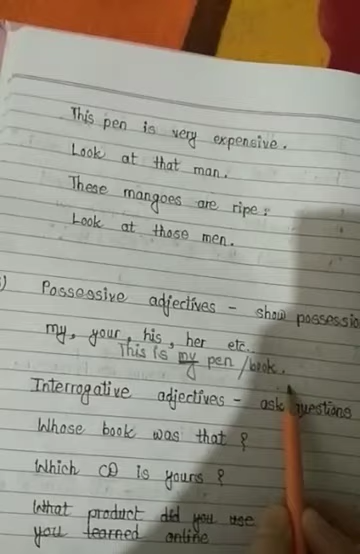 This pen is very expensive.
Look at that man.
These mangoes are ripe.
Look at those men.
Possessive adjectives - show possession
my, your, his, her etc.
This is my pen / book.
Interrogative adjectives - ask questions
Whose book was that ?
Which CD is yours ?
What product did you use
you learned online